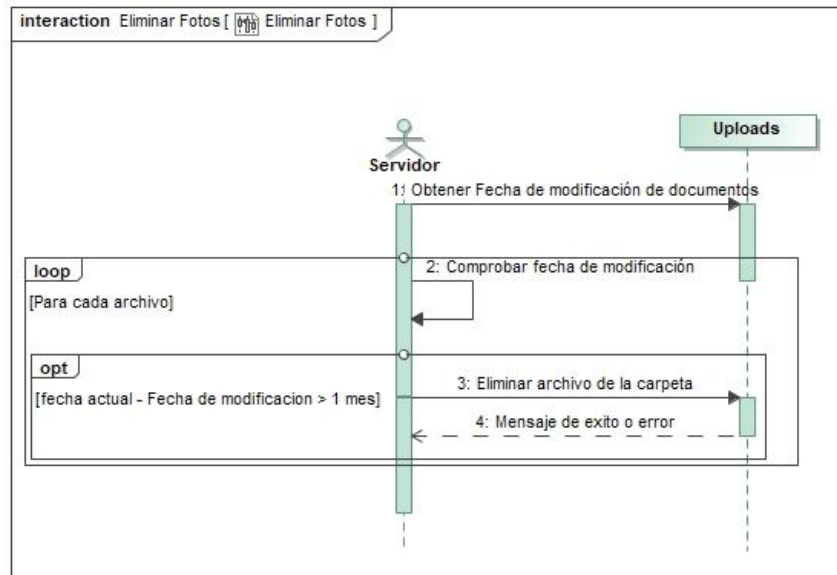 interaction Eliminar Fotos [ Eliminar Fotos ]
Uploads
Servidor
1: Obtener Fecha de modificación de documentos
loop
2: Comprobar fecha de modificación
[Para cada archivo]
opt
3: Eliminar archivo de la carpeta
[fecha actual - Fecha de modificacion > 1 mes]
4: Mensaje de exito o error